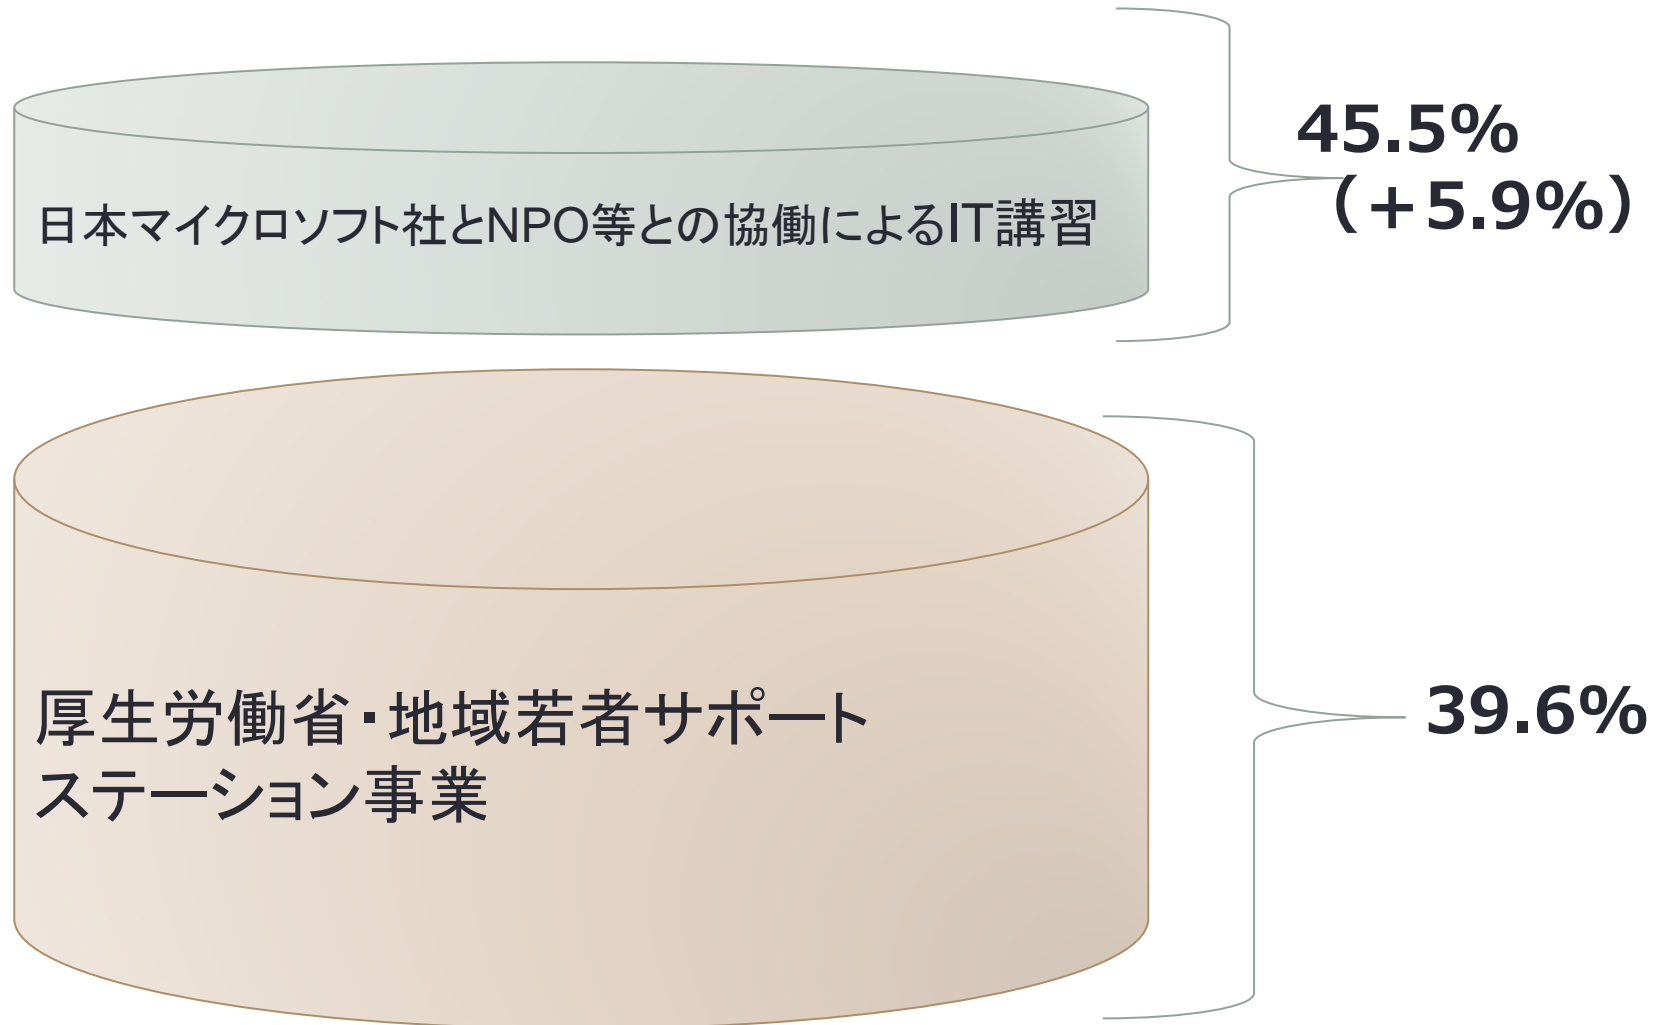 45.5%
（+5.9%）
日本マイクロソフト社とNPO等との協働によるIT講習
厚生労働省・地域若者サポート
ステーション事業
39.6%